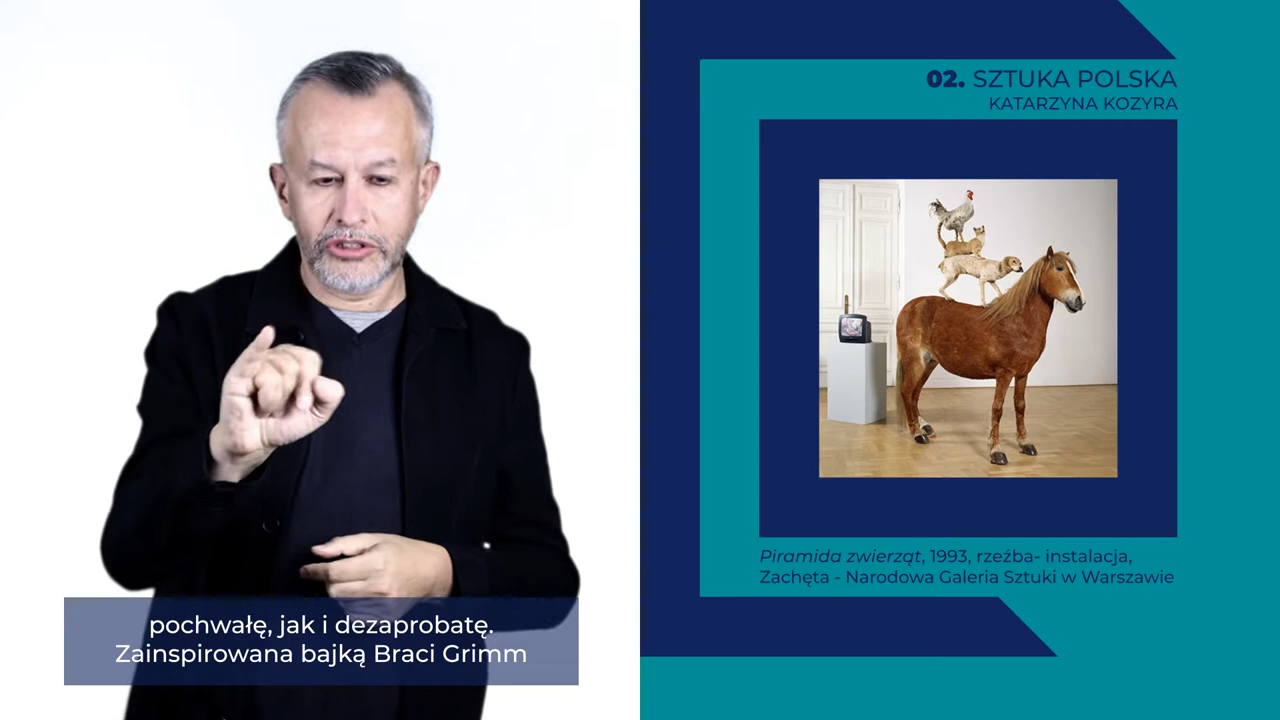 02. SZTUKA POLSKA
KATARZYNA KOZYRA
Piramida zwierząt, 1993, rzeźba- instalacja,
Zachęta - Narodowa Galeria Sztuki w Warszawie
pochwałę, jak i dezaprobatę.
Zainspirowana bajką Braci Grimm